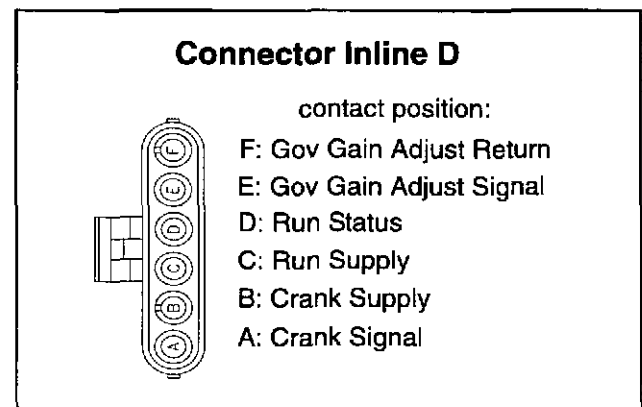 Connector Inline D
contact position:
F: Gov Gain Adjust Return
E: Gov Gain Adjust Signal
D: Run Status
C: Run Supply
B: Crank Supply
A: Crank Signal
F
E
D
C
B
A